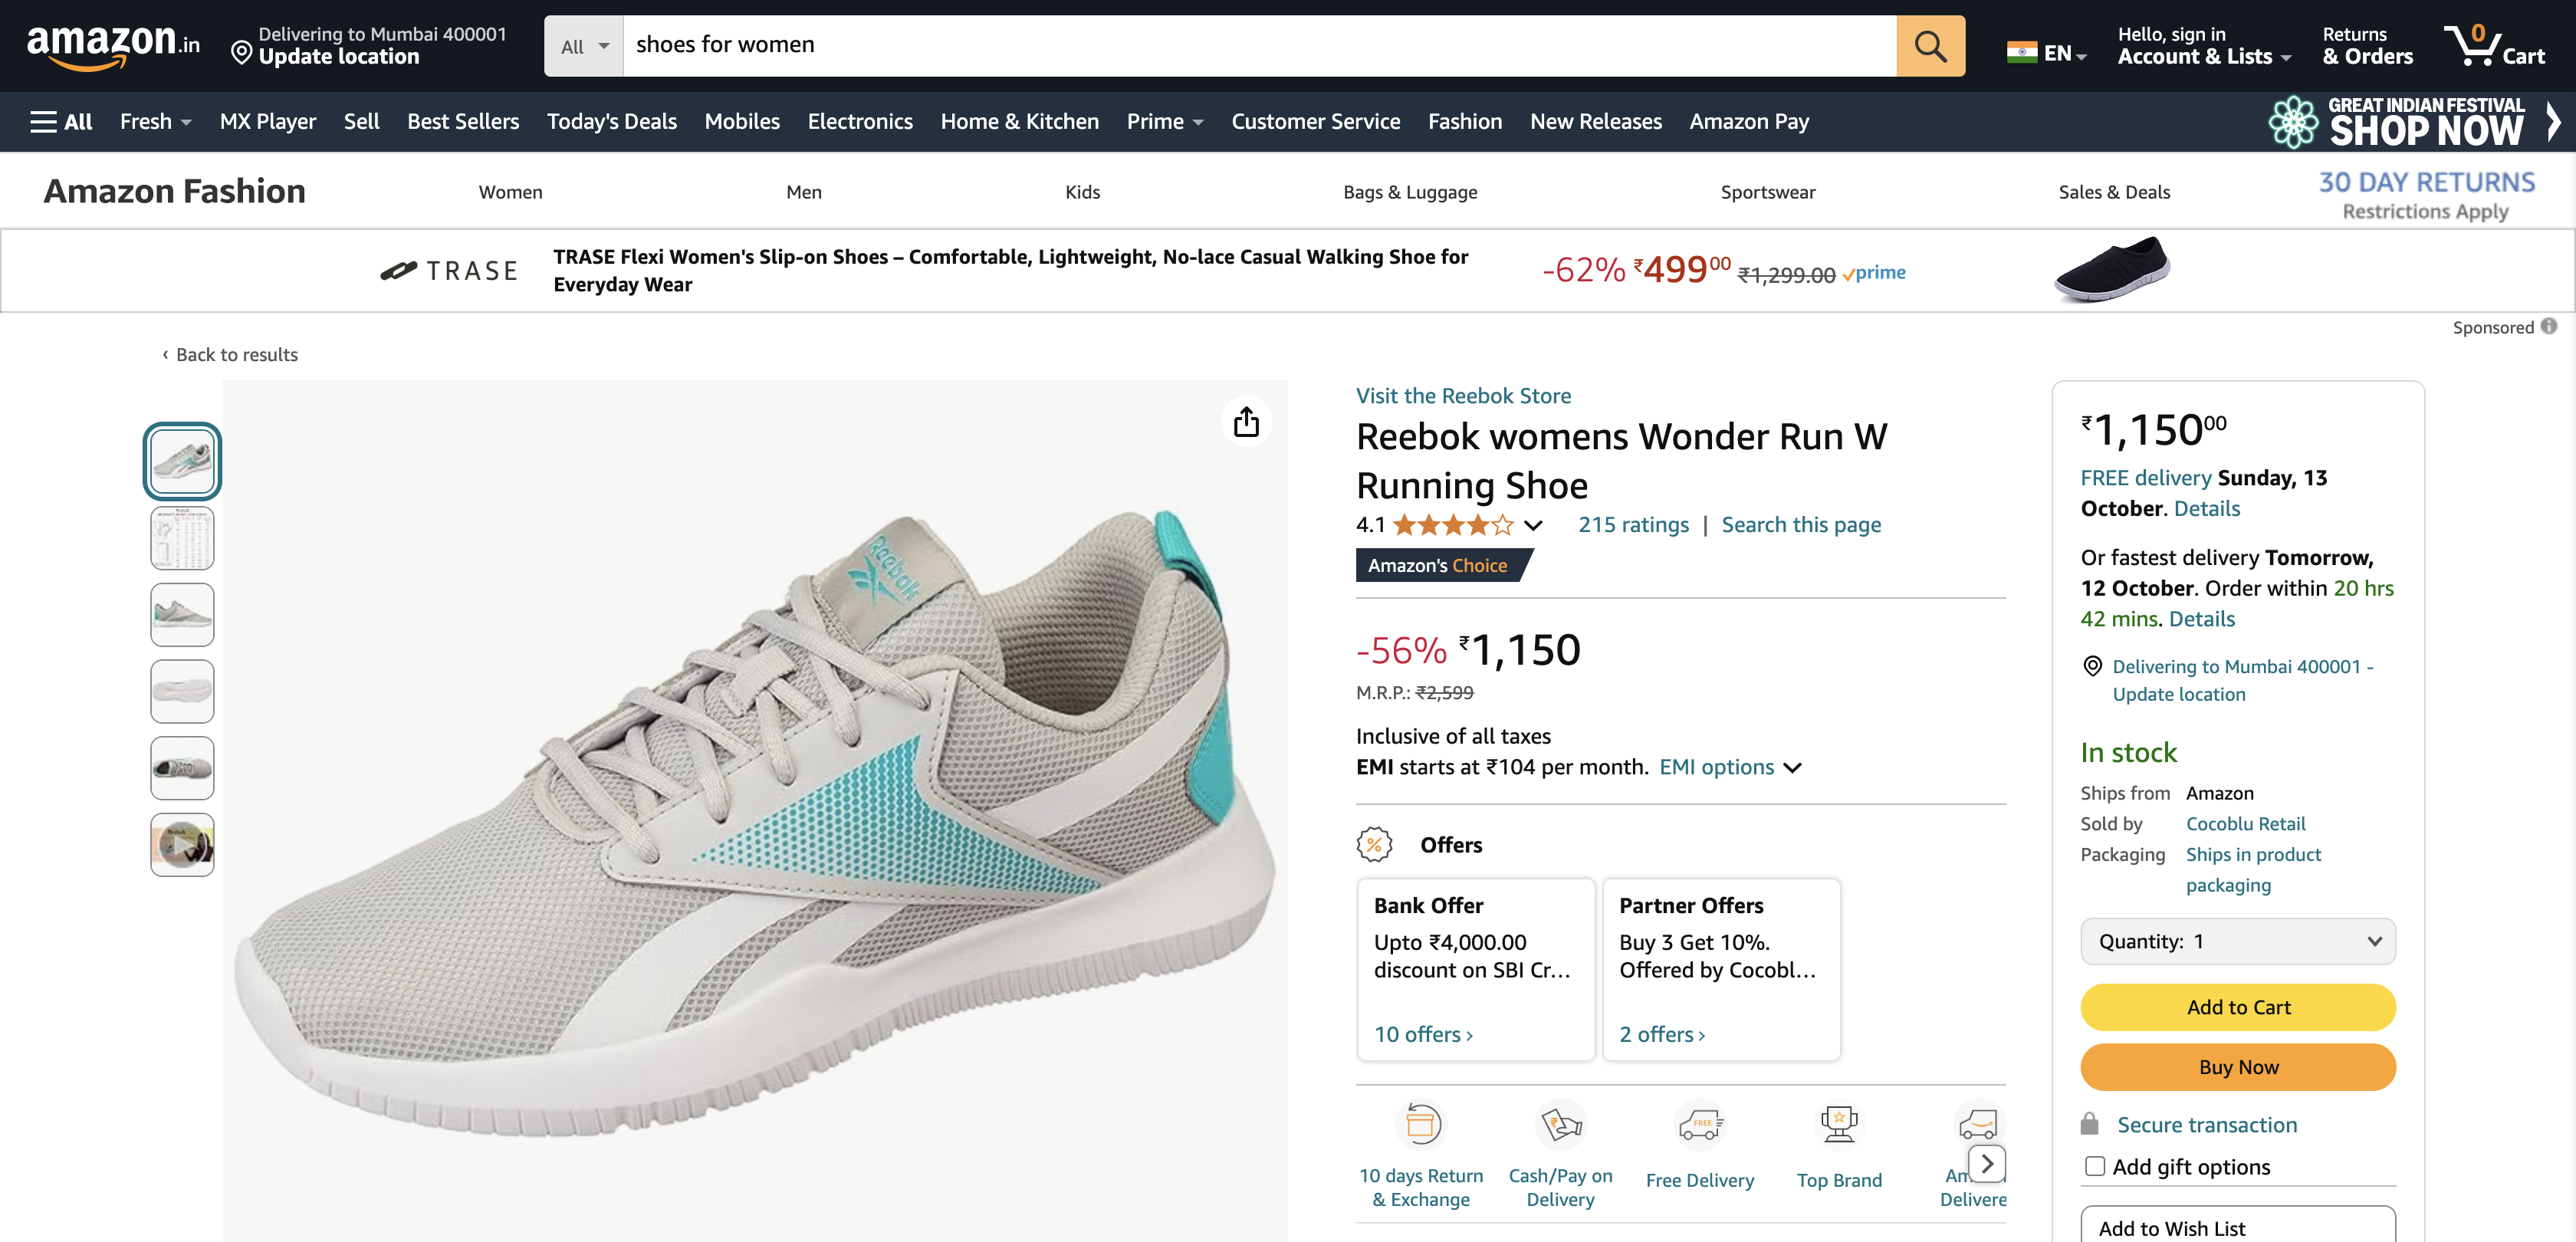 amazon.in
Delivering to Mumbai 400001
Update location
All
shoes for women
EN
Hello, sign in
Account & Lists
Returns
& Orders
0
Cart
All
Fresh
MX Player
Sell
Best Sellers
Today's Deals
Mobiles
Electronics
Home & Kitchen
Prime
Customer Service
Fashion
New Releases
Amazon Pay
GREAT INDIAN FESTIVAL
SHOP NOW
Amazon Fashion
Women
Men
Kids
Bags & Luggage
Sportswear
Sales & Deals
30 DAY RETURNS
Restrictions Apply
TRASE
TRASE Flexi Women's Slip-on Shoes – Comfortable, Lightweight, No-lace Casual Walking Shoe for
Everyday Wear
-62% ₹49900 ₹1,299.00 prime
Sponsored
‹ Back to results
Reebok
Visit the Reebok Store
Reebok womens Wonder Run W
Running Shoe
4.1
215 ratings | Search this page
Amazon's Choice
-56% ₹1,150
M.R.P.: ₹2,599
Inclusive of all taxes
EMI starts at ₹104 per month. EMI options
% Offers
Bank Offer
Upto ₹4,000.00
discount on SBI Cr...
10 offers ›
Partner Offers
Buy 3 Get 10%.
Offered by Cocobl...
2 offers ›
10 days Return
& Exchange
Cash/Pay on
Delivery
FREE
Free Delivery
Top Brand
Delivere
₹1,15000
FREE delivery Sunday, 13
October. Details
Or fastest delivery Tomorrow,
12 October. Order within 20 hrs
42 mins. Details
Delivering to Mumbai 400001 -
Update location
In stock
Ships from Amazon
Sold by Cocoblu Retail
Packaging Ships in product
packaging
Quantity: 1
Add to Cart
Buy Now
Secure transaction
Add gift options
Add to Wish List